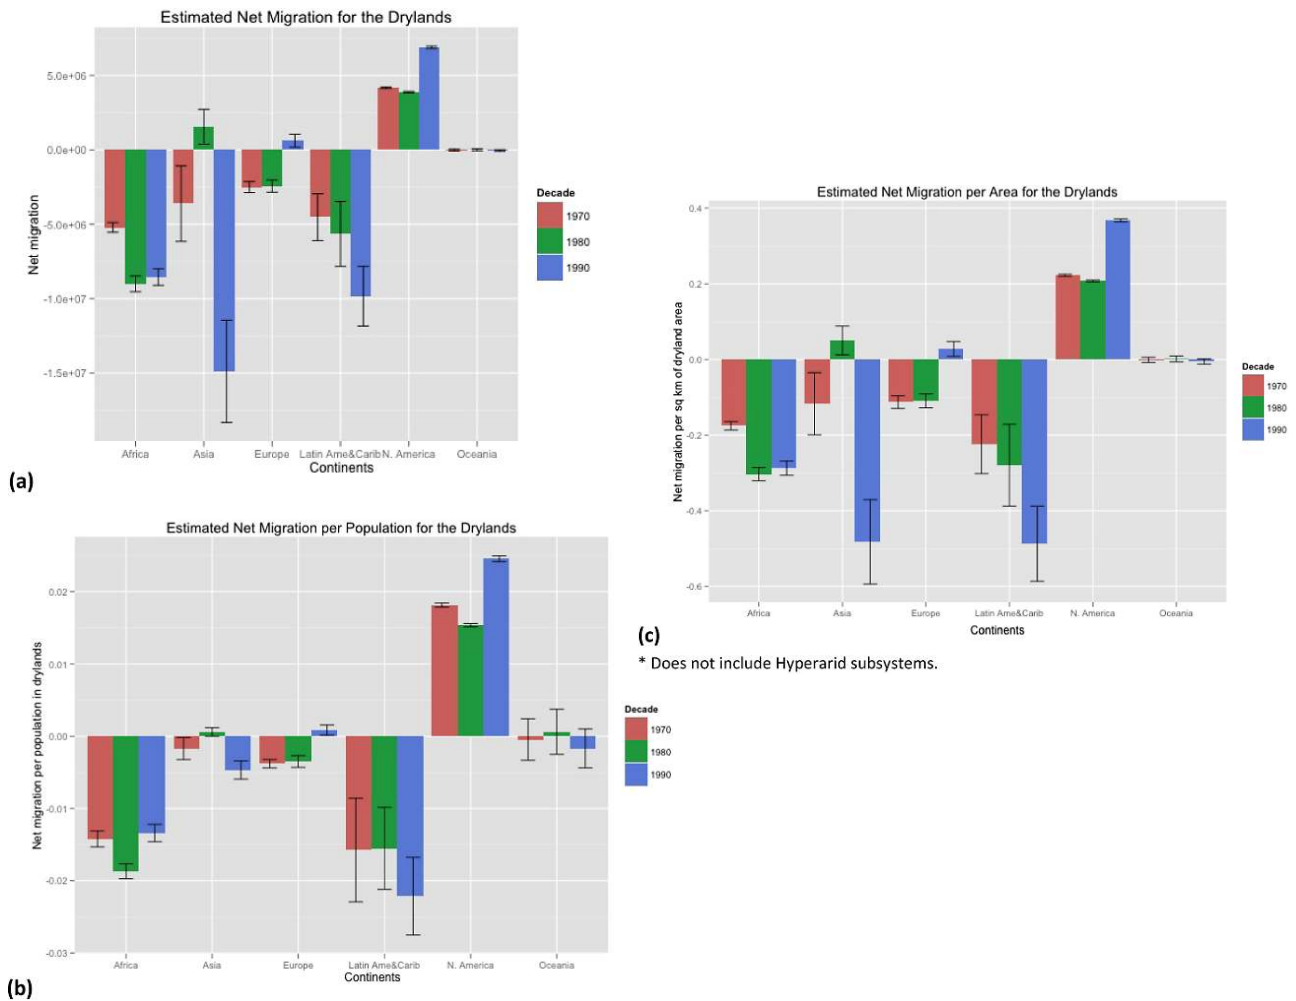 Estimated Net Migration for the Drylands
Net migration
5.0e+06
0.0e+00
-5.0e+06
-1.0e+07
-1.5e+07
Africa Asia Europe Latin Ame&Carib N. America Oceania
Continents
Decade
1970
1980
1990
(a)
Estimated Net Migration per Population for the Drylands
Net migration per population in drylands
0.02
0.01
0.00
-0.01
-0.02
-0.03
Africa Asia Europe Latin Ame&Carib N. America Oceania
Continents
Decade
1970
1980
1990
(b)
Estimated Net Migration per Area for the Drylands
Net migration per sq km of dryland area
0.4
0.2
0.0
-0.2
-0.4
-0.6
Africa Asia Europe Latin Ame&Carib N. America Oceania
Continents
Decade
1970
1980
1990
(c)
* Does not include Hyperarid subsystems.